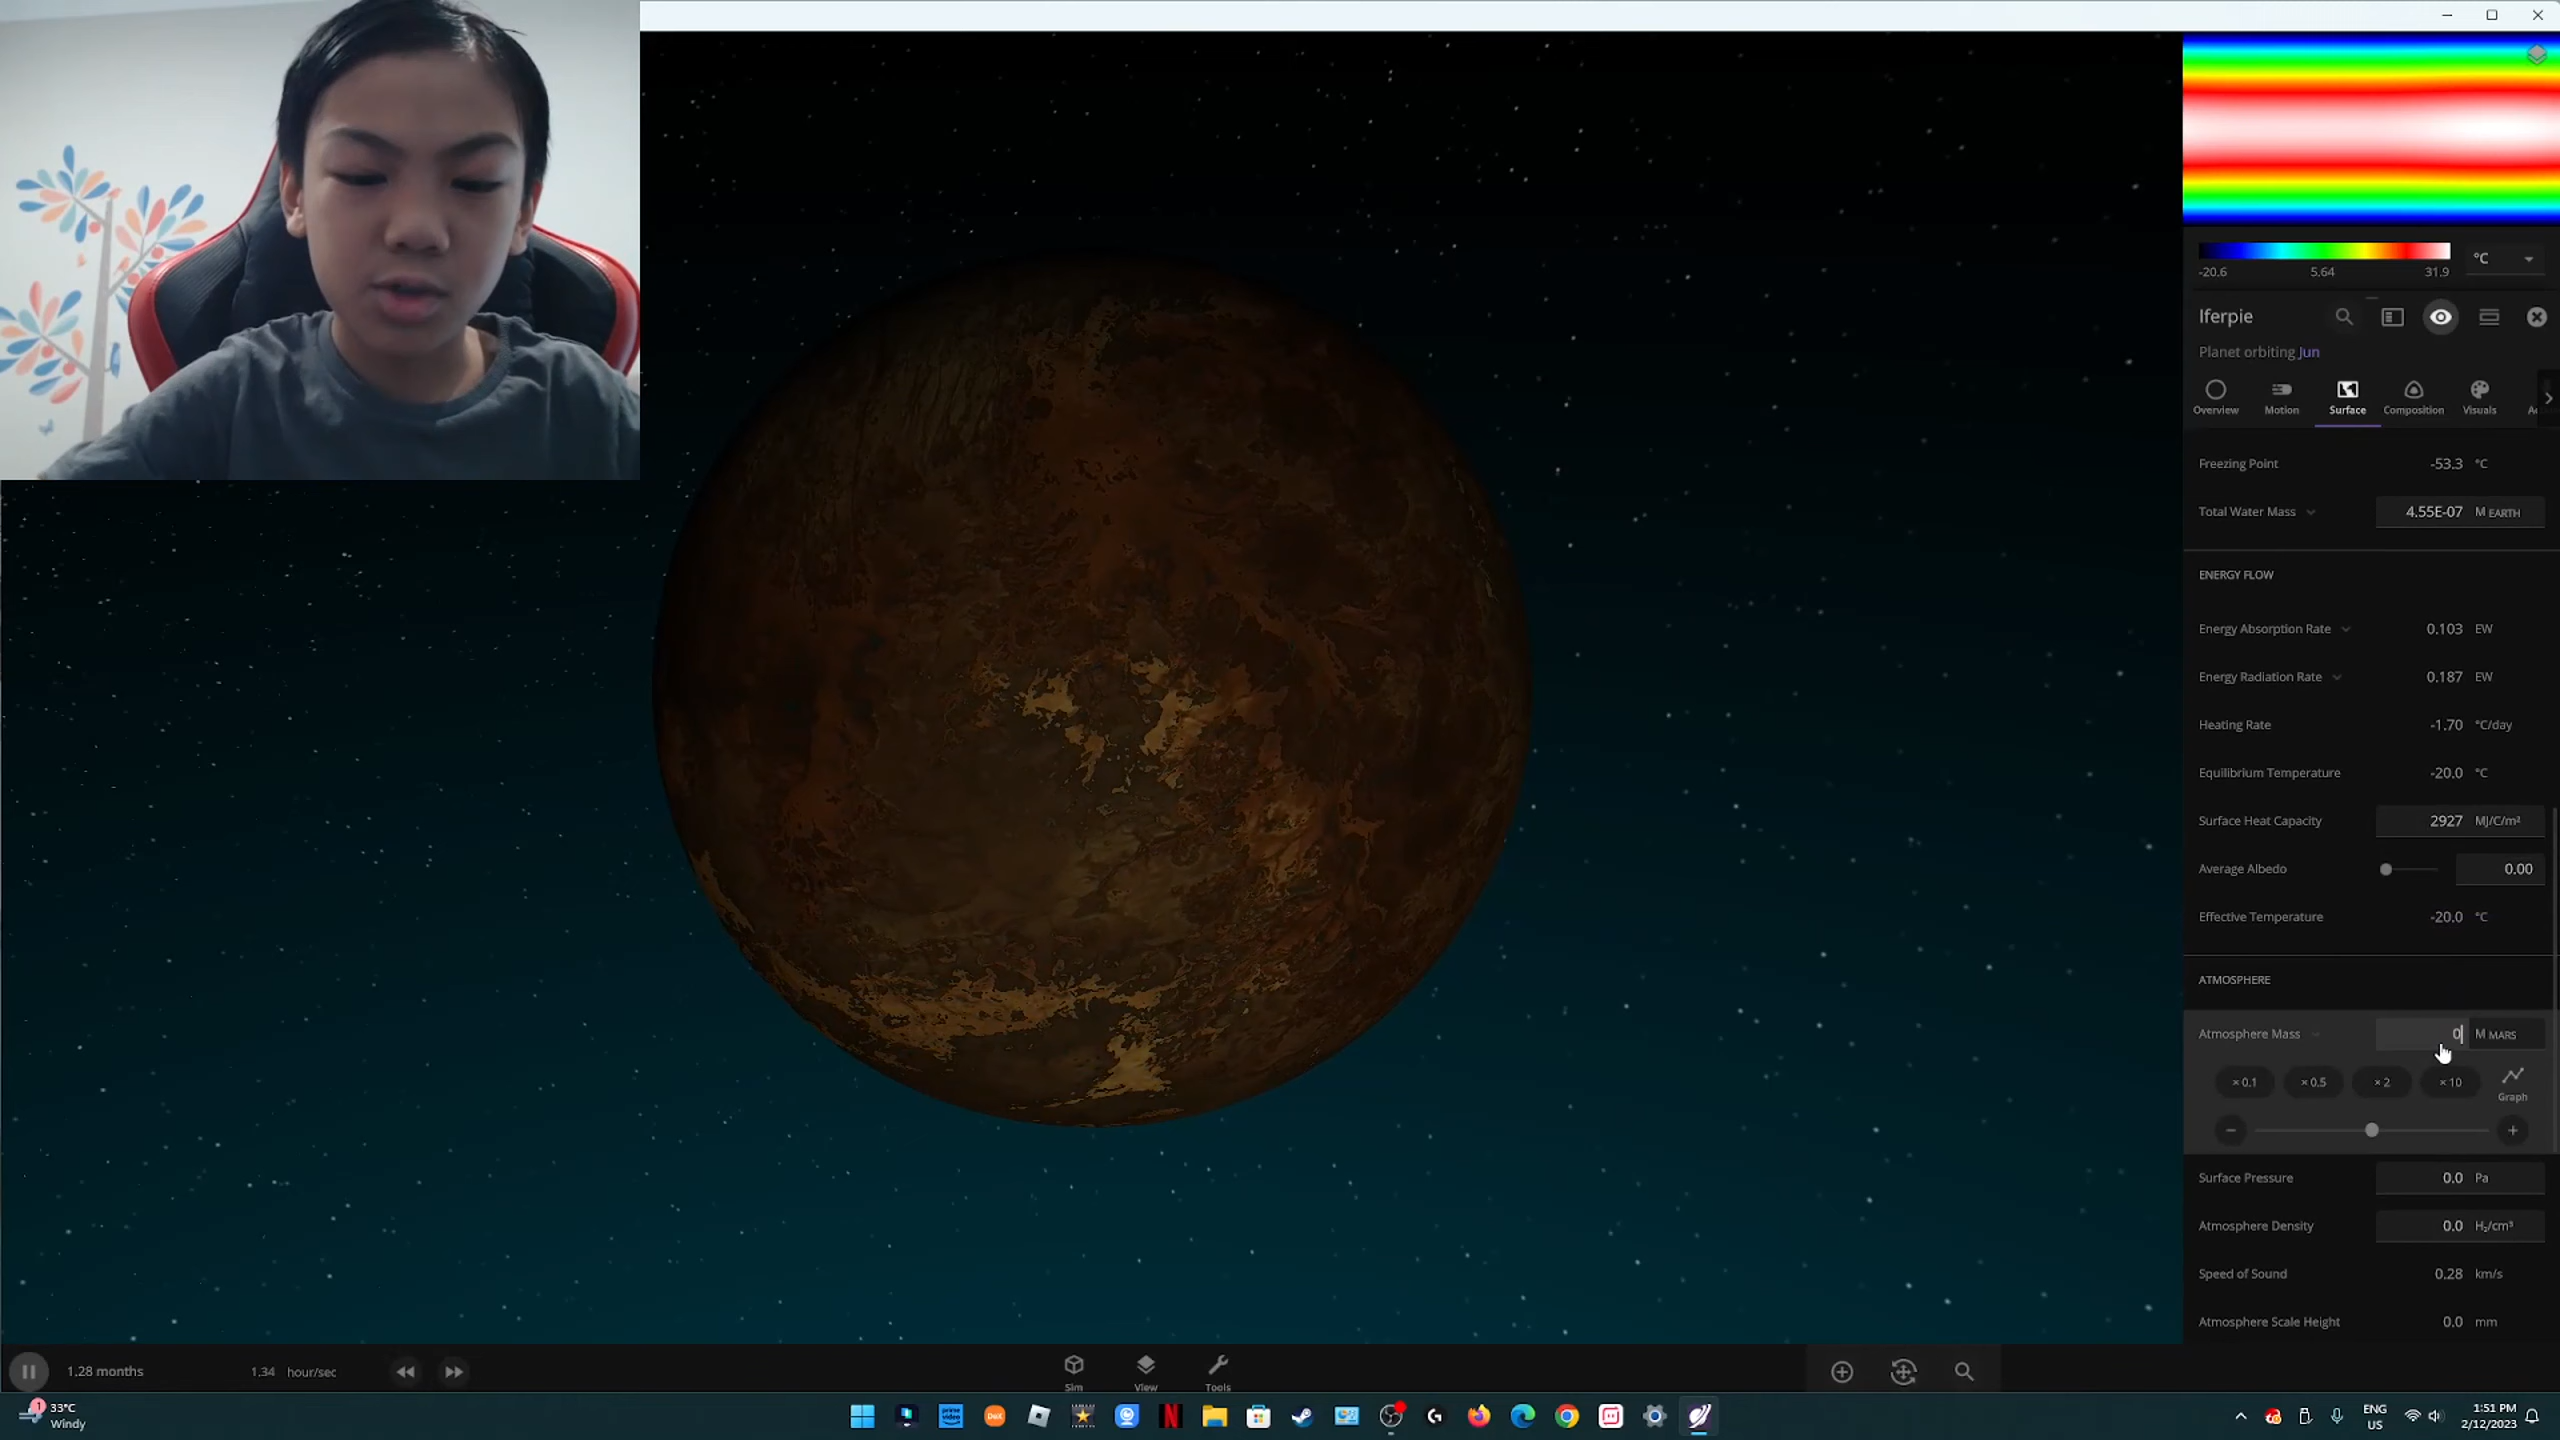 -20.6 5.64 31.9 °C
Iferpie
Planet orbiting Jun
Overview Motion Surface Composition Visuals
Freezing Point -53.3 °C
Total Water Mass 4.55E-07 M EARTH
ENERGY FLOW
Energy Absorption Rate 0.103 EW
Energy Radiation Rate 0.187 EW
Heating Rate -1.70 °C/day
Equilibrium Temperature -20.0 °C
Surface Heat Capacity 2927 MJ/C/m²
Average Albedo 0.00
Effective Temperature -20.0 °C
ATMOSPHERE
Atmosphere Mass 0 M MARS
× 0.1 × 0.5 × 2 × 10 Graph
Surface Pressure 0.0 Pa
Atmosphere Density 0.0 H₂/cm³
Speed of Sound 0.28 km/s
Atmosphere Scale Height 0.0 mm
1.28 months 1.34 hour/sec
Sim View Tools
1 33°C
Windy
prime video
DeX
N
G
ENG
US
1:51 PM
2/12/2023